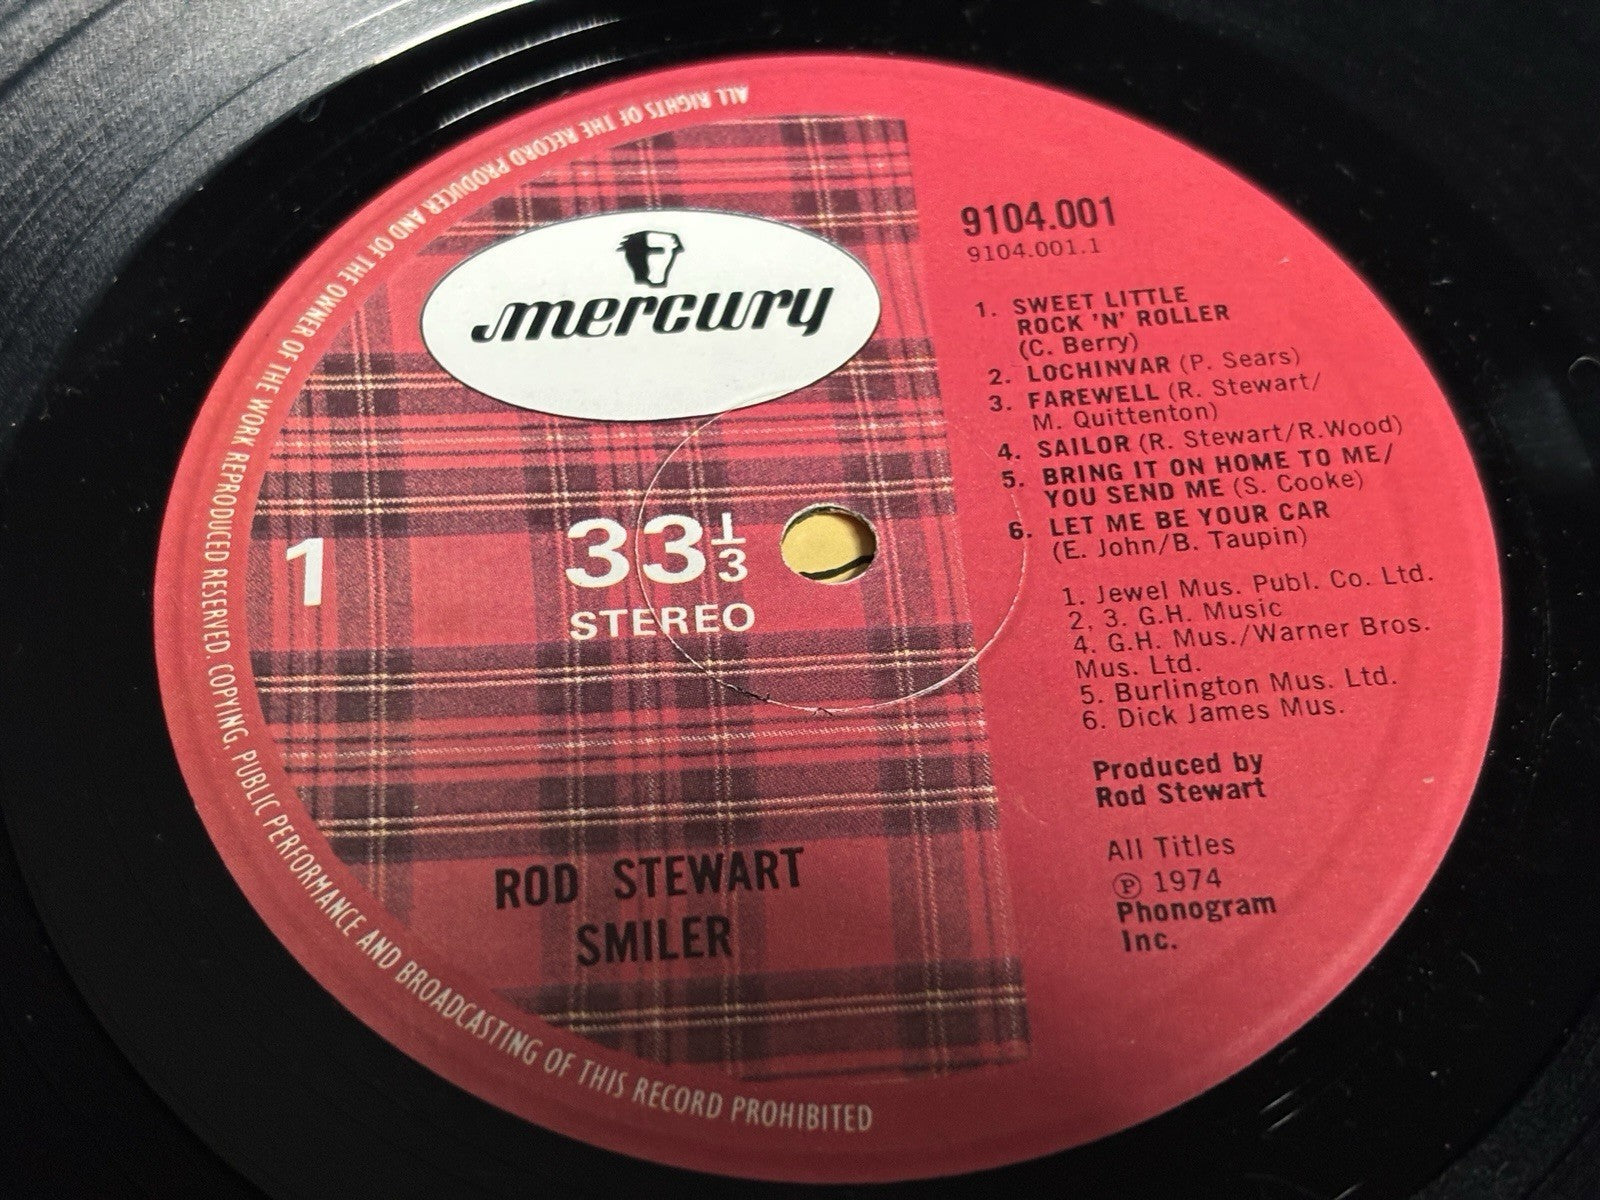 ALL RIGHTS OF THE RECORD PRODUCER AND OF THE OWNER OF THE WORK REPRODUCED RESERVED. COPYING, PUBLIC PERFORMANCE AND BROADCASTING OF THIS RECORD PROHIBITED
mercury
1
33 1/3
STEREO
ROD STEWART
SMILER
9104.001
9104.001.1
1. SWEET LITTLE
ROCK 'N' ROLLER
(C. Berry)
2. LOCHINVAR (P. Sears)
3. FAREWELL (R. Stewart/
M. Quittenton)
4. SAILOR (R. Stewart/R.Wood)
5. BRING IT ON HOME TO ME/
YOU SEND ME (S. Cooke)
6. LET ME BE YOUR CAR
(E. John/B. Taupin)
1. Jewel Mus. Publ. Co. Ltd.
2, 3. G.H. Music
4. G.H. Mus./Warner Bros.
Mus. Ltd.
5. Burlington Mus. Ltd.
6. Dick James Mus.
Produced by
Rod Stewart
All Titles
℗ 1974
Phonogram
Inc.